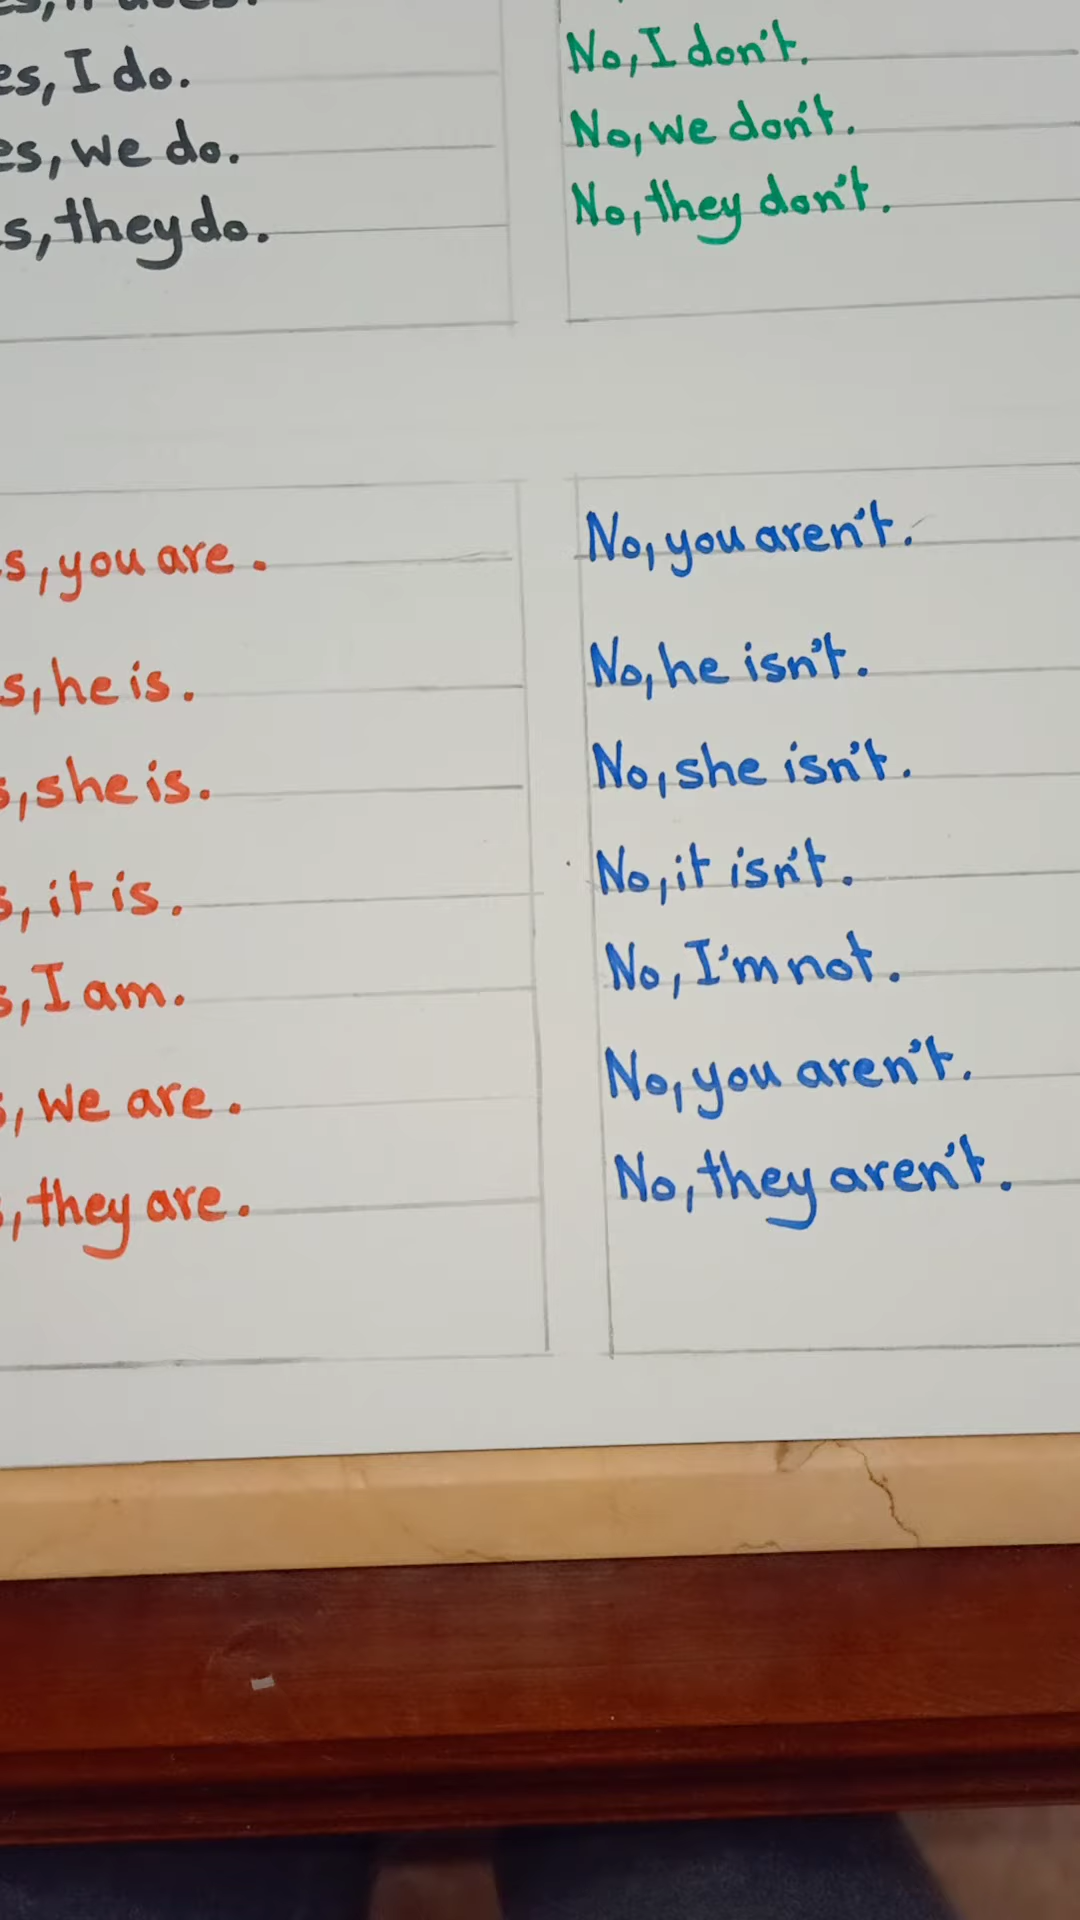 I do.
No, I don't.
we do.
No, we don't.
they do.
No, they don't.
you are.
No, you aren't.
he is.
No, he isn't.
she is.
No, she isn't.
it is.
No, it isn't.
I am.
No, I'm not.
we are.
No, you aren't.
they are.
No, they aren't.